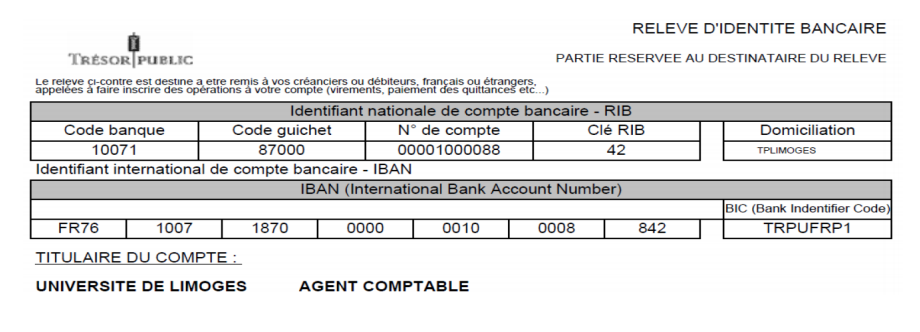 RELEVE D'IDENTITE BANCAIRE
TRÉSOR PUBLIC
PARTIE RESERVEE AU DESTINATAIRE DU RELEVE
Le releve ci-contre est destine a etre remis à vos créanciers ou débiteurs, français ou étrangers,
appelées à faire inscrire des opérations à votre compte (virements, paiement des quittances etc...)
Identifiant nationale de compte bancaire - RIB
Code banque Code guichet N° de compte Clé RIB Domiciliation
10071 87000 00001000088 42 TPLIMOGES
Identifiant international de compte bancaire - IBAN
IBAN (International Bank Account Number)
BIC (Bank Indentifier Code)
FR76 1007 1870 0000 0010 0008 842 TRPUFRP1
TITULAIRE DU COMPTE :
UNIVERSITE DE LIMOGES AGENT COMPTABLE